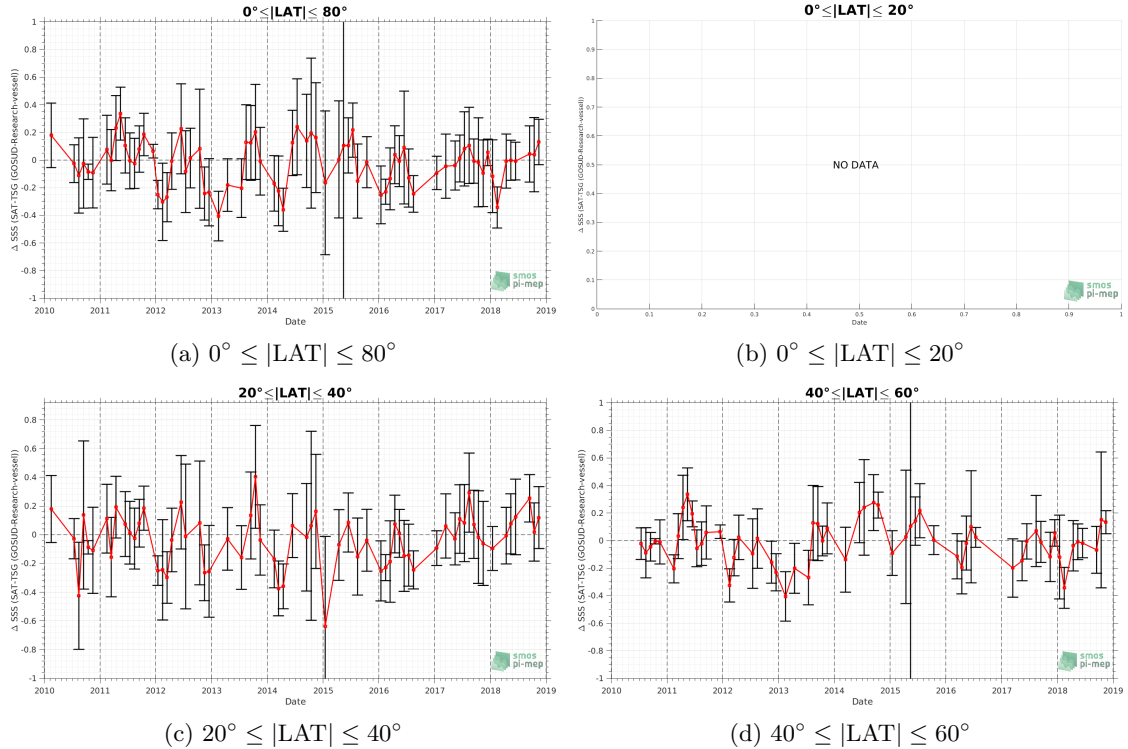 0°≤|LAT|≤ 80°
1
0.8
0.6
0.4
0.2
0
-0.2
-0.4
-0.6
-0.8
-1
Δ SSS (SAT-TSG (GOSUD-Research-vessel))
2010 2011 2012 2013 2014 2015 2016 2017 2018 2019
Date
smos
pi-mep
(a) 0° ≤ |LAT| ≤ 80°
0°≤|LAT|≤ 20°
1
0.9
0.8
0.7
0.6
0.5
0.4
0.3
0.2
0.1
0
Δ SSS (SAT-TSG (GOSUD-Research-vessel))
NO DATA
0 0.1 0.2 0.3 0.4 0.5 0.6 0.7 0.8 0.9 1
Date
smos
pi-mep
(b) 0° ≤ |LAT| ≤ 20°
20°≤|LAT|≤ 40°
0.8
0.6
0.4
0.2
0
-0.2
-0.4
-0.6
-0.8
-1
Δ SSS (SAT-TSG (GOSUD-Research-vessel))
2010 2011 2012 2013 2014 2015 2016 2017 2018 2019
Date
smos
pi-mep
(c) 20° ≤ |LAT| ≤ 40°
40°≤|LAT|≤ 60°
1
0.8
0.6
0.4
0.2
0
-0.2
-0.4
-0.6
-0.8
-1
Δ SSS (SAT-TSG (GOSUD-Research-vessel))
2010 2011 2012 2013 2014 2015 2016 2017 2018 2019
Date
smos
pi-mep
(d) 40° ≤ |LAT| ≤ 60°